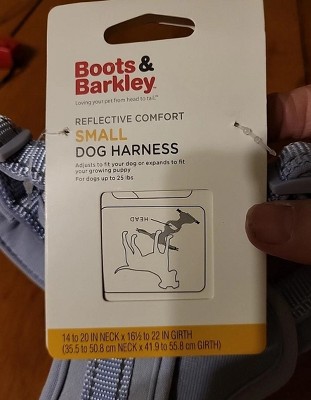 Boots&
Barkley™
Loving your pet from head to tail™
REFLECTIVE COMFORT
SMALL
DOG HARNESS
Adjusts to fit your dog or expands to fit
your growing puppy
For dogs up to 25 lbs
HEAD
14 to 20 IN NECK x 16½ to 22 IN GIRTH
(35.5 to 50.8 cm NECK x 41.9 to 55.8 cm GIRTH)